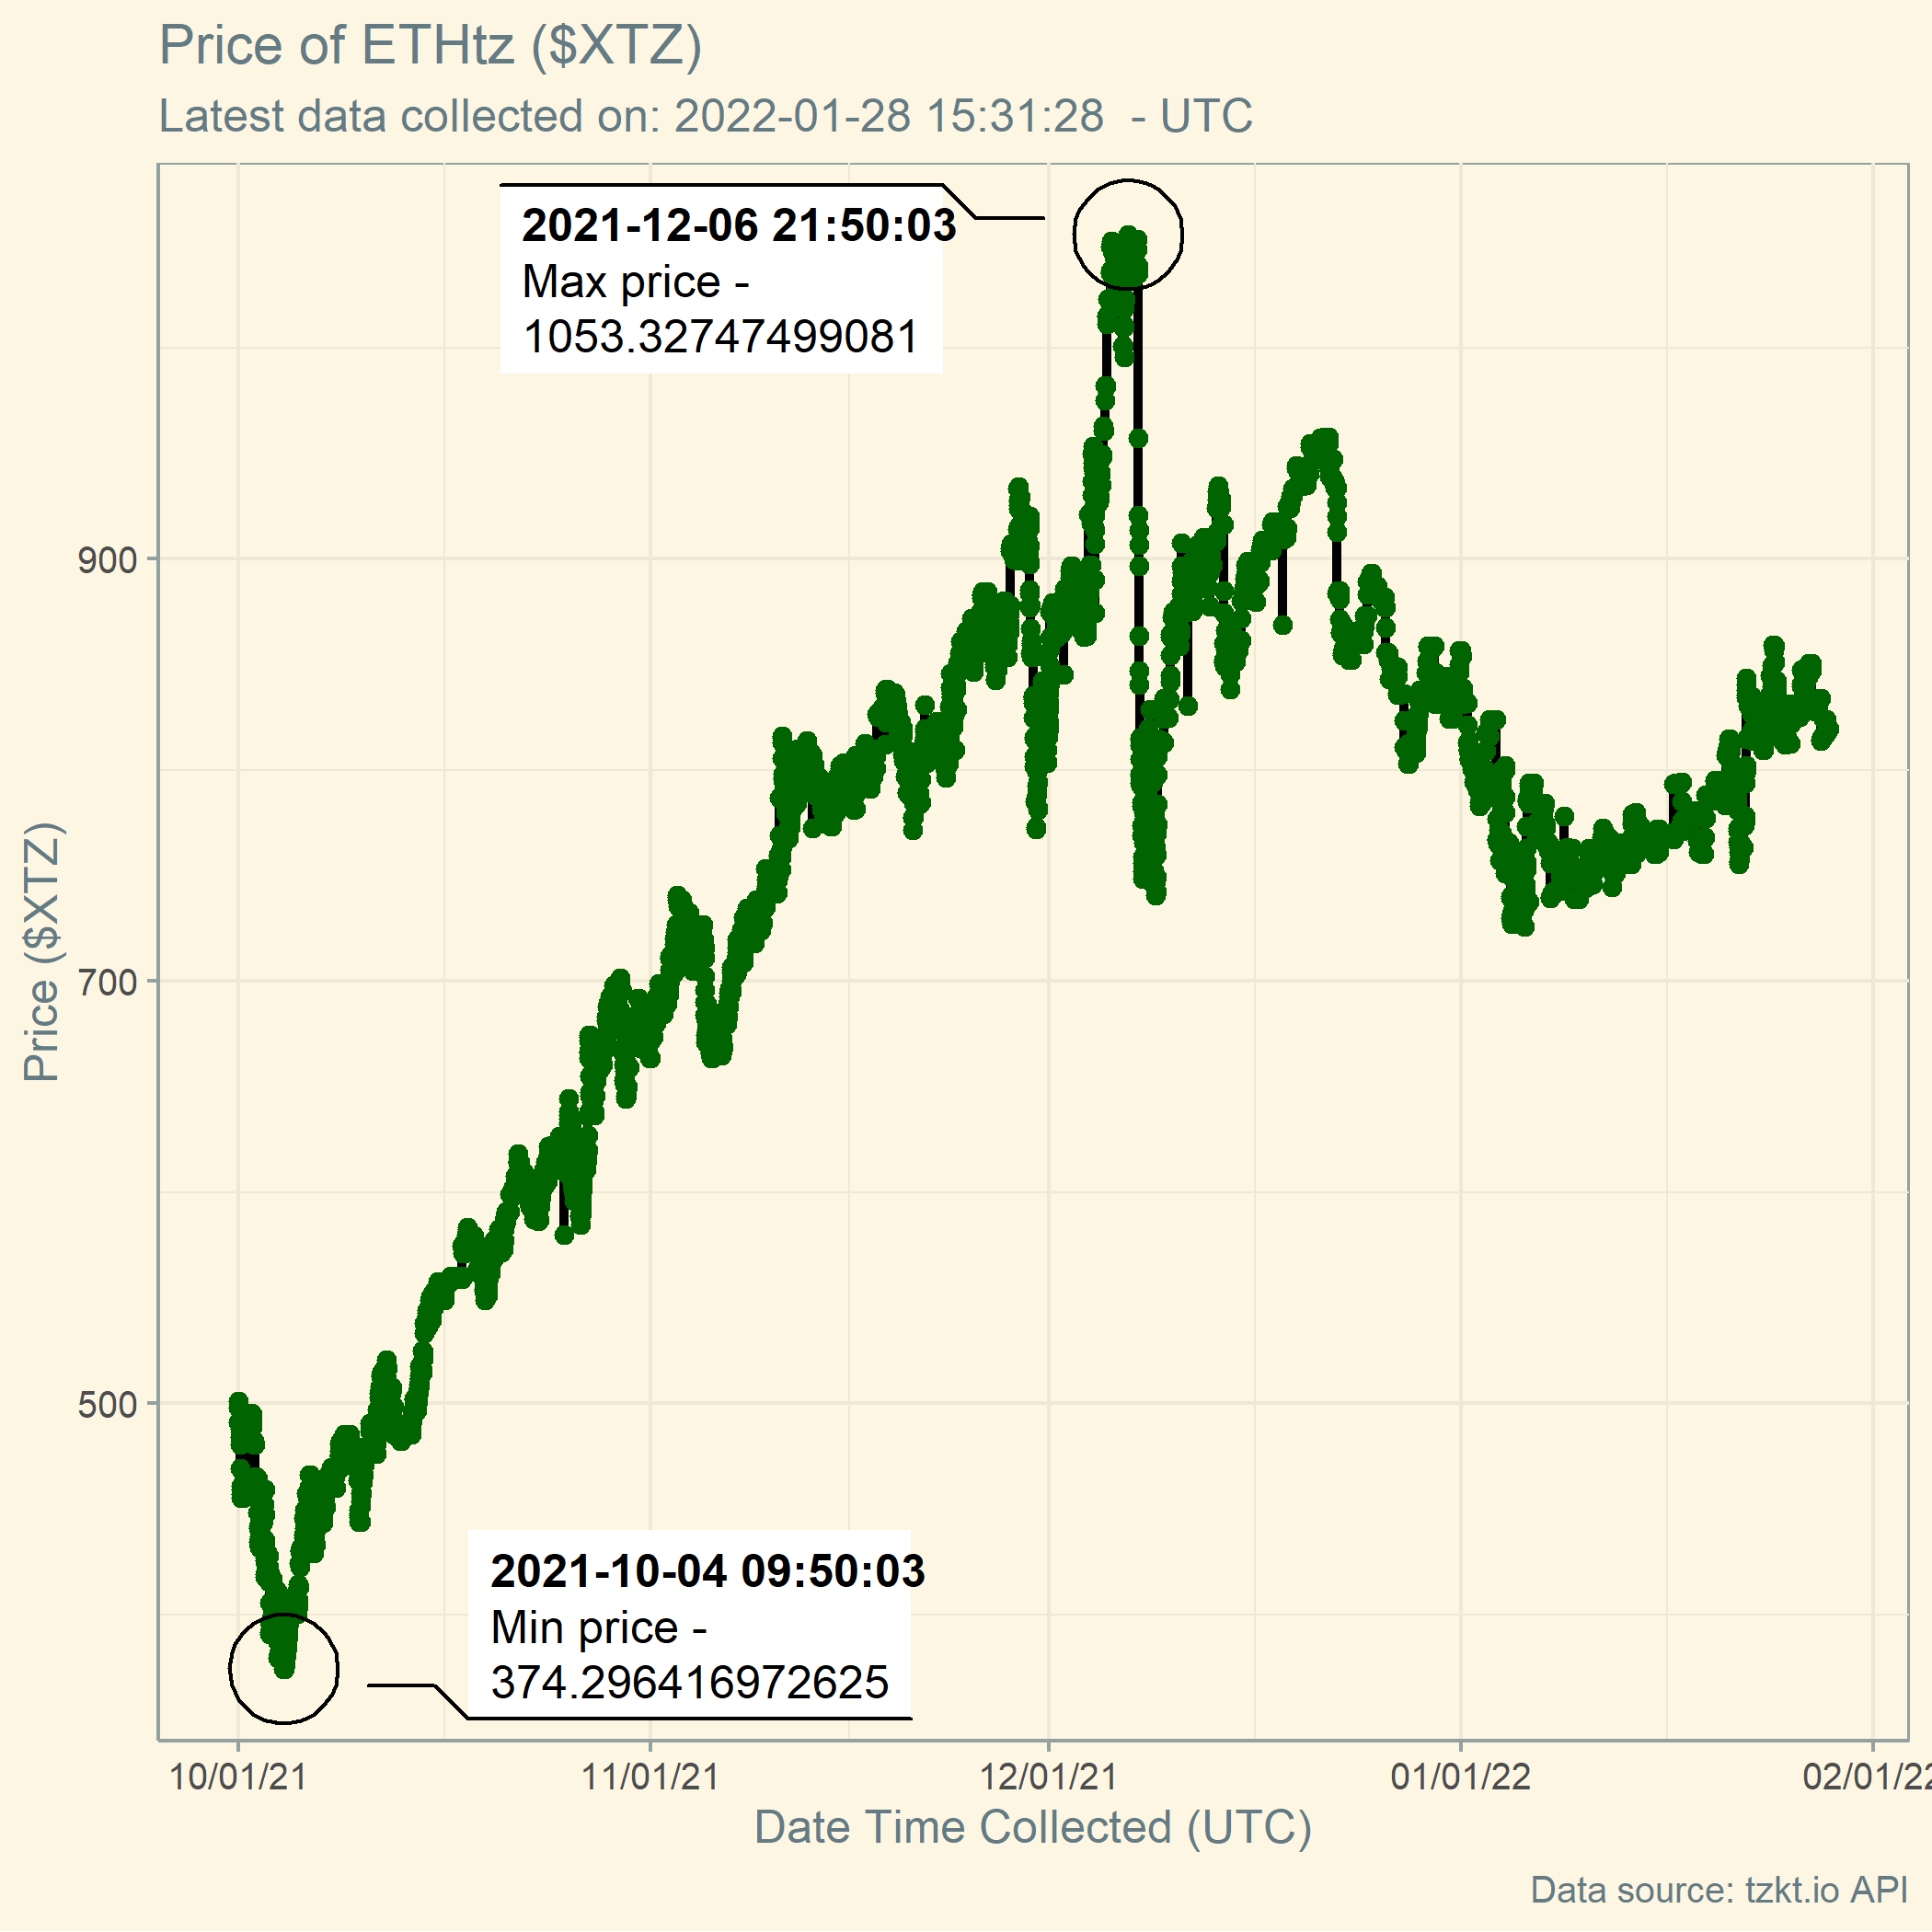 Price of ETHtz ($XTZ)
Latest data collected on: 2022-01-28 15:31:28  - UTC
2021-12-06 21:50:03
Max price -
1053.32747499081
900
700
500
Price ($XTZ)
2021-10-04 09:50:03
Min price -
374.296416972625
10/01/21 11/01/21 12/01/21 01/01/22 02/01/22
Date Time Collected (UTC)
Data source: tzkt.io API